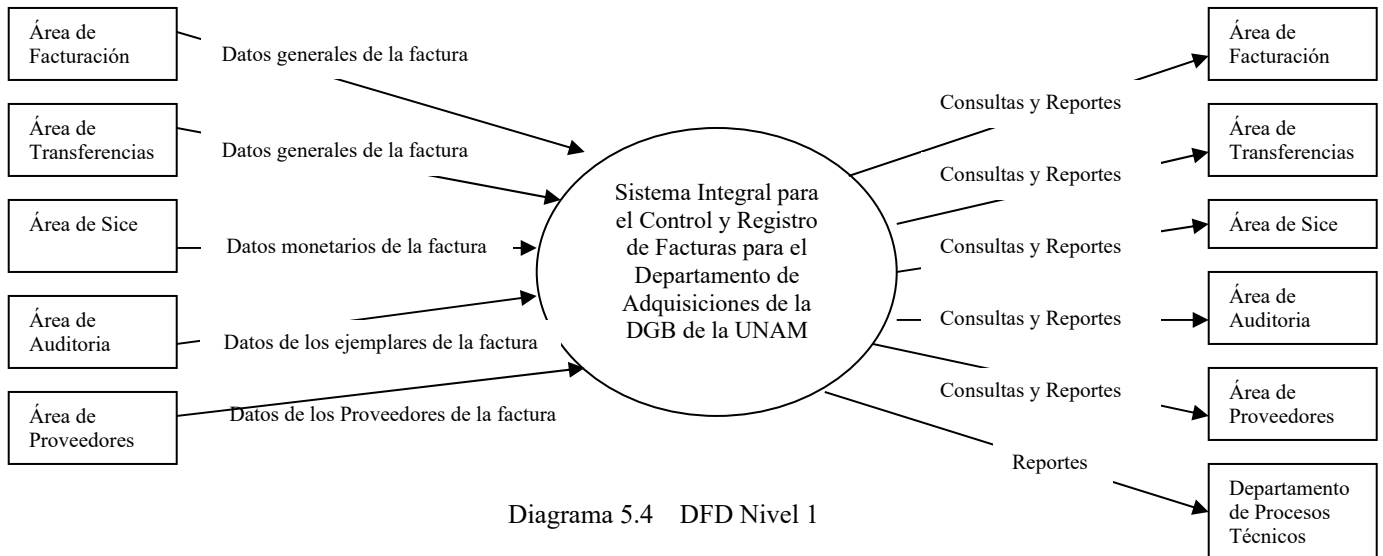 Área de
Facturación
Datos generales de la factura
Área de
Transferencias
Datos generales de la factura
Área de Sice
Datos monetarios de la factura
Área de
Auditoria
Datos de los ejemplares de la factura
Área de
Proveedores
Datos de los Proveedores de la factura
Sistema Integral para
el Control y Registro
de Facturas para el
Departamento de
Adquisiciones de la
DGB de la UNAM
Consultas y Reportes
Área de
Facturación
Consultas y Reportes
Área de
Transferencias
Consultas y Reportes
Área de Sice
Consultas y Reportes
Área de
Auditoria
Consultas y Reportes
Área de
Proveedores
Reportes
Departamento
de Procesos
Técnicos
Diagrama 5.4 DFD Nivel 1